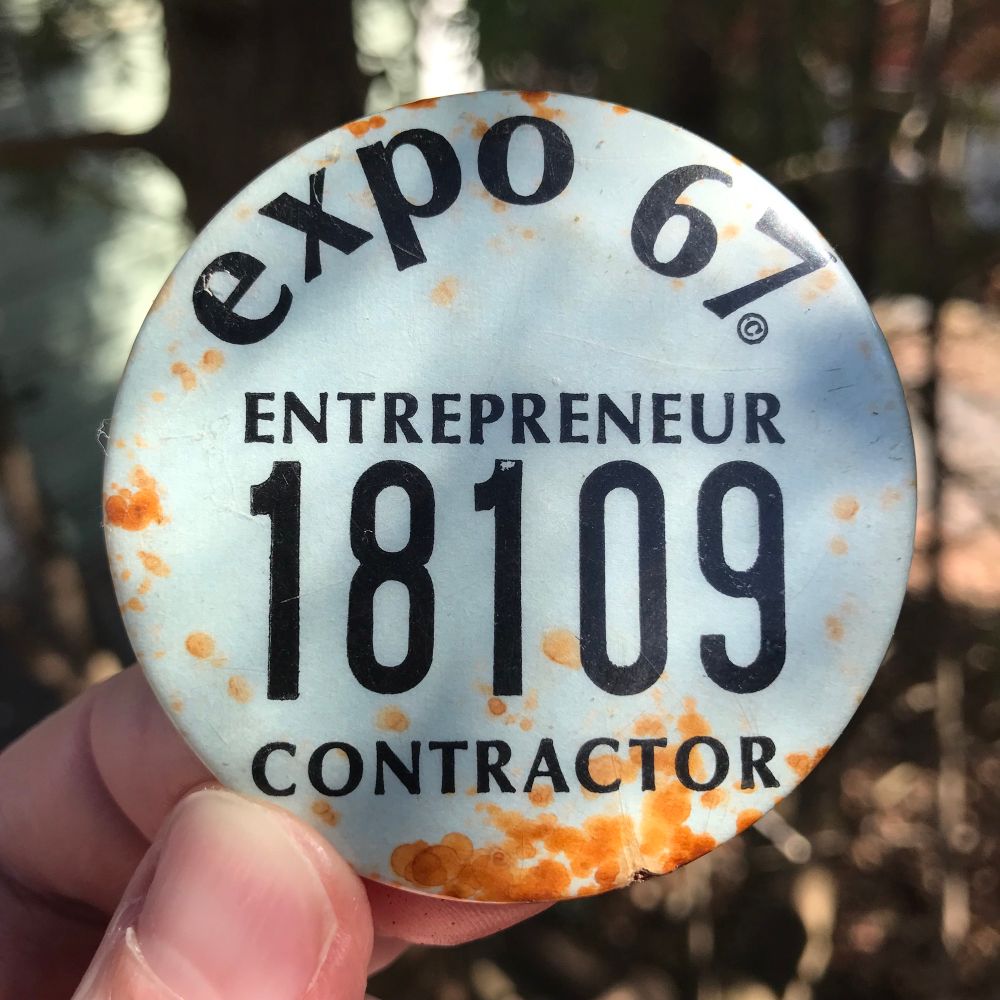 expo 67©
ENTREPRENEUR
18109
CONTRACTOR